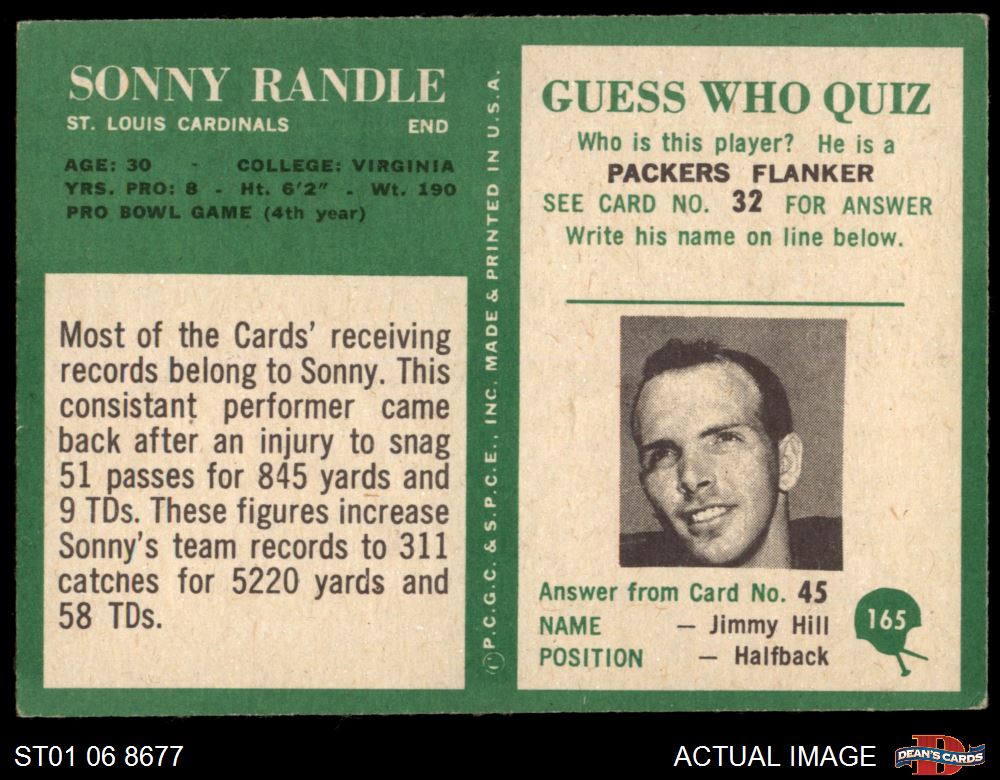 SONNY RANDLE
ST. LOUIS CARDINALS END
AGE: 30 - COLLEGE: VIRGINIA
YRS. PRO: 8 - Ht. 6'2" - Wt. 190
PRO BOWL GAME (4th year)
Most of the Cards' receiving
records belong to Sonny. This
consistant performer came
back after an injury to snag
51 passes for 845 yards and
9 TDs. These figures increase
Sonny's team records to 311
catches for 5220 yards and
58 TDs.
©P.C.G.C. & S.P.C.E., INC. MADE & PRINTED IN U.S.A.
GUESS WHO QUIZ
Who is this player? He is a
PACKERS FLANKER
SEE CARD NO. 32 FOR ANSWER
Write his name on line below.
Answer from Card No. 45
NAME — Jimmy Hill
POSITION — Halfback
165
ST01 06 8677
ACTUAL IMAGE
D
DEAN'S CARDS